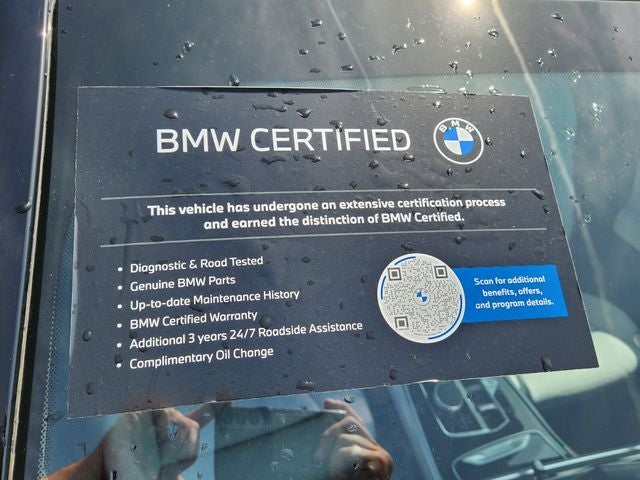 BMW CERTIFIED
BMW
This vehicle has undergone an extensive certification process
and earned the distinction of BMW Certified.
• Diagnostic & Road Tested
• Genuine BMW Parts
• Up-to-date Maintenance History
• BMW Certified Warranty
• Additional 3 years 24/7 Roadside Assistance
• Complimentary Oil Change
Scan for additional
benefits, offers,
and program details.